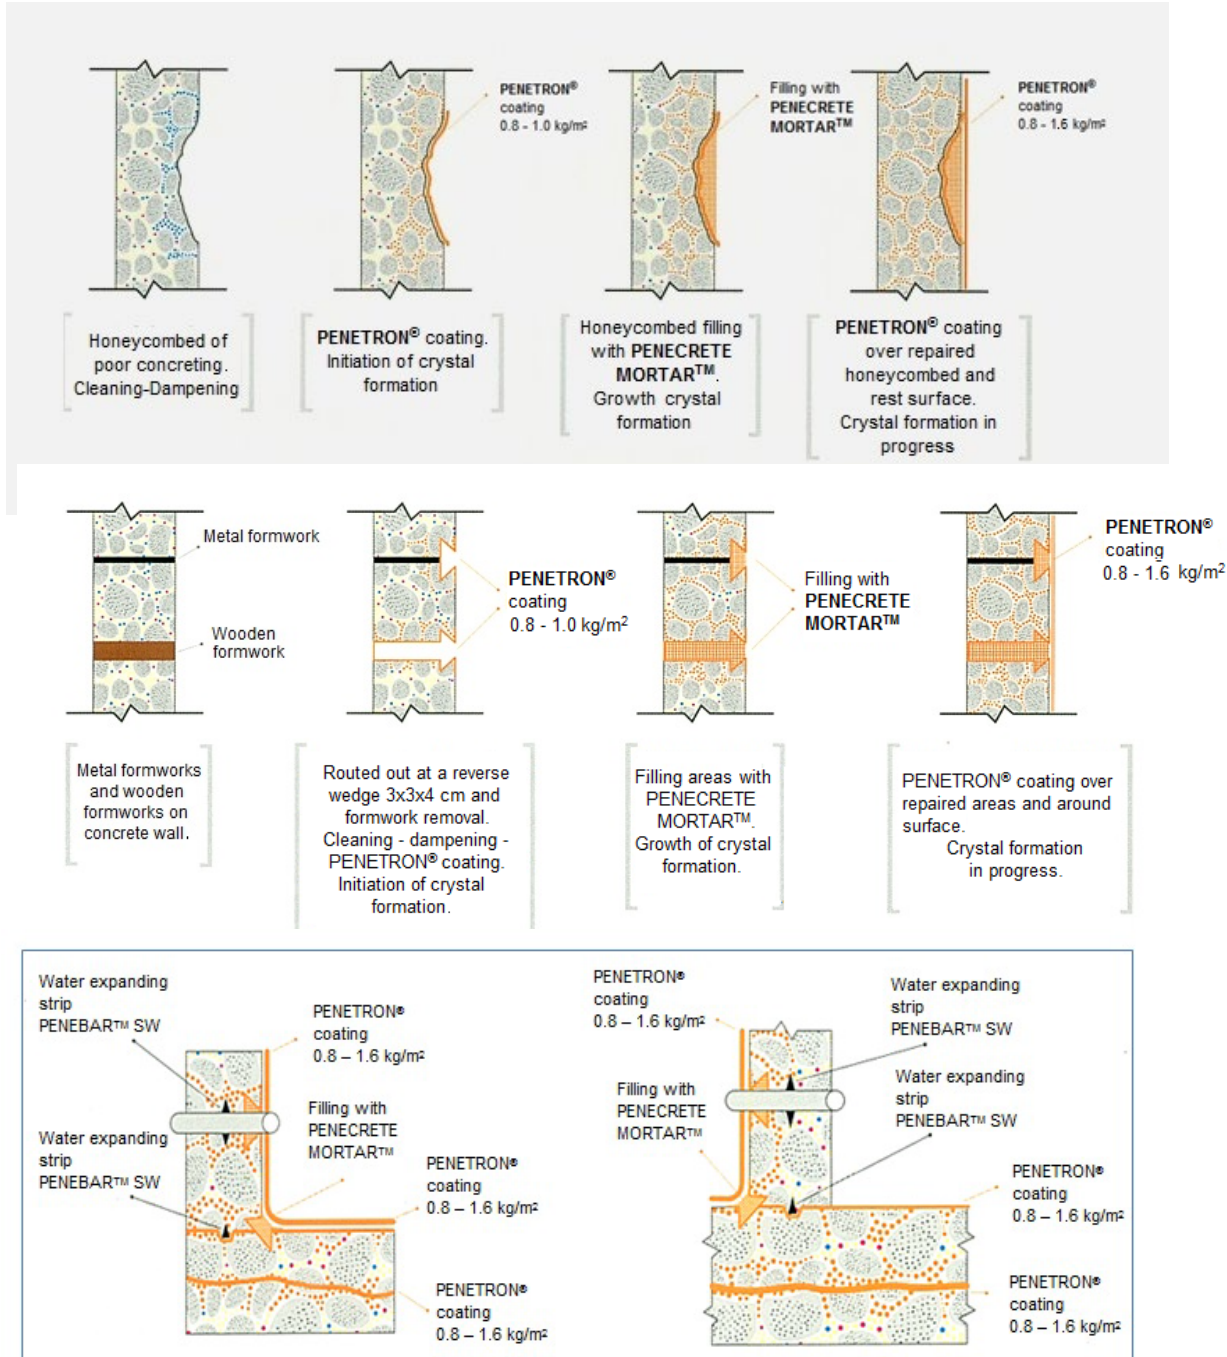 PENETRON®
coating
0.8 - 1.0 kg/m²
Filling with
PENECRETE
MORTAR™
PENETRON®
coating
0.8 - 1.6 kg/m²
Honeycombed of
poor concreting.
Cleaning-Dampening
PENETRON® coating.
Initiation of crystal
formation
Honeycombed filling
with PENECRETE
MORTAR™.
Growth crystal
formation
PENETRON® coating
over repaired
honeycombed and
rest surface.
Crystal formation in
progress
Metal formwork
Wooden
formwork
PENETRON®
coating
0.8 - 1.0 kg/m²
Filling with
PENECRETE
MORTAR™
PENETRON®
coating
0.8 - 1.6 kg/m²
Metal formworks
and wooden
formworks on
concrete wall.
Routed out at a reverse
wedge 3x3x4 cm and
formwork removal.
Cleaning - dampening -
PENETRON® coating.
Initiation of crystal
formation.
Filling areas with
PENECRETE
MORTAR™.
Growth of crystal
formation.
PENETRON® coating over
repaired areas and around
surface.
Crystal formation
in progress.
Water expanding
strip
PENEBAR™ SW
PENETRON®
coating
0.8 – 1.6 kg/m²
Filling with
PENECRETE
MORTAR™
Water expanding
strip
PENEBAR™ SW
PENETRON®
coating
0.8 – 1.6 kg/m²
PENETRON®
coating
0.8 – 1.6 kg/m²
PENETRON®
coating
0.8 – 1.6 kg/m²
Water expanding
strip
PENEBAR™ SW
Filling with
PENECRETE
MORTAR™
Water expanding
strip
PENEBAR™ SW
PENETRON®
coating
0.8 – 1.6 kg/m²
PENETRON®
coating
0.8 – 1.6 kg/m²